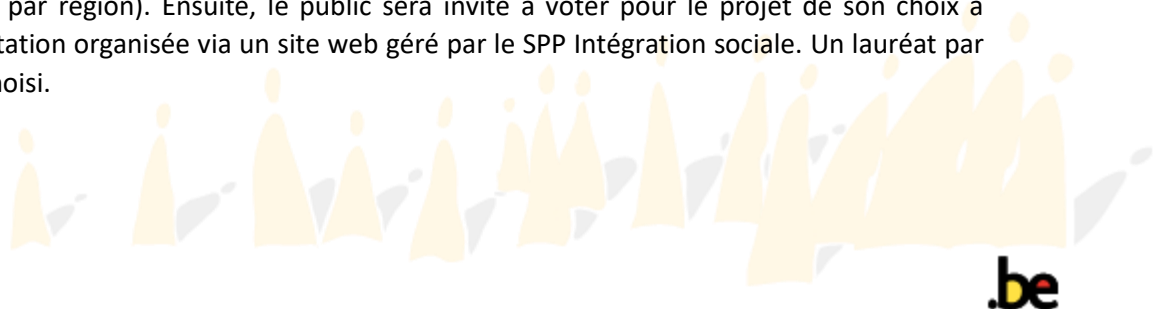 par région). Ensuite, le public sera invité à voter pour le projet de son choix à
tation organisée via un site web géré par le SPP Intégration sociale. Un lauréat par
hoisi.
.be